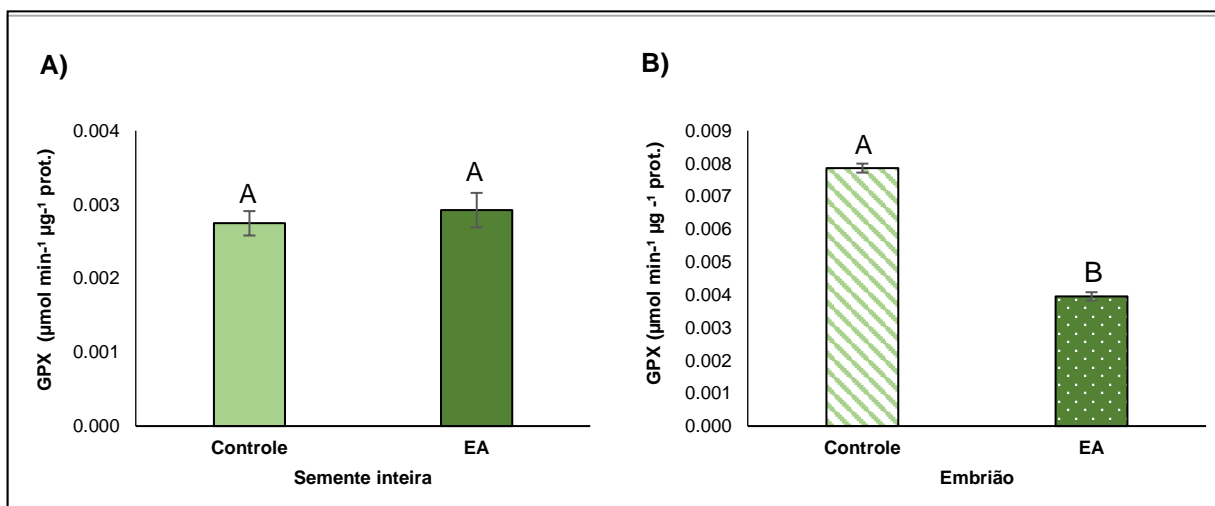 A)
GPX (µmol min-¹ µg-¹ prot.)
0.004
0.003
0.002
0.001
0.000
A
A
Controle
EA
Semente inteira
B)
GPX (µmol min-¹ µg -¹ prot.)
0.009
0.008
0.007
0.006
0.005
0.004
0.003
0.002
0.001
0.000
A
B
Controle
EA
Embrião